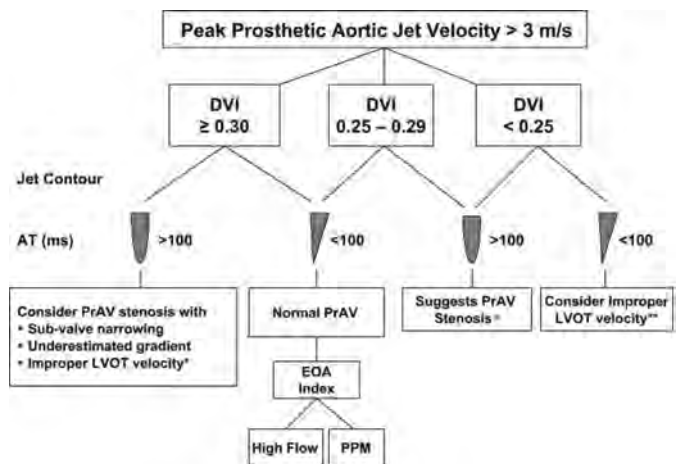 Peak Prosthetic Aortic Jet Velocity > 3 m/s
DVI
≥ 0.30
DVI
0.25 – 0.29
DVI
< 0.25
Jet Contour
AT (ms)
>100
<100
>100
<100
Consider PrAV stenosis with
• Sub-valve narrowing
• Underestimated gradient
• Improper LVOT velocity*
Normal PrAV
Suggests PrAV
Stenosis*
Consider Improper
LVOT velocity**
EOA
Index
High Flow
PPM